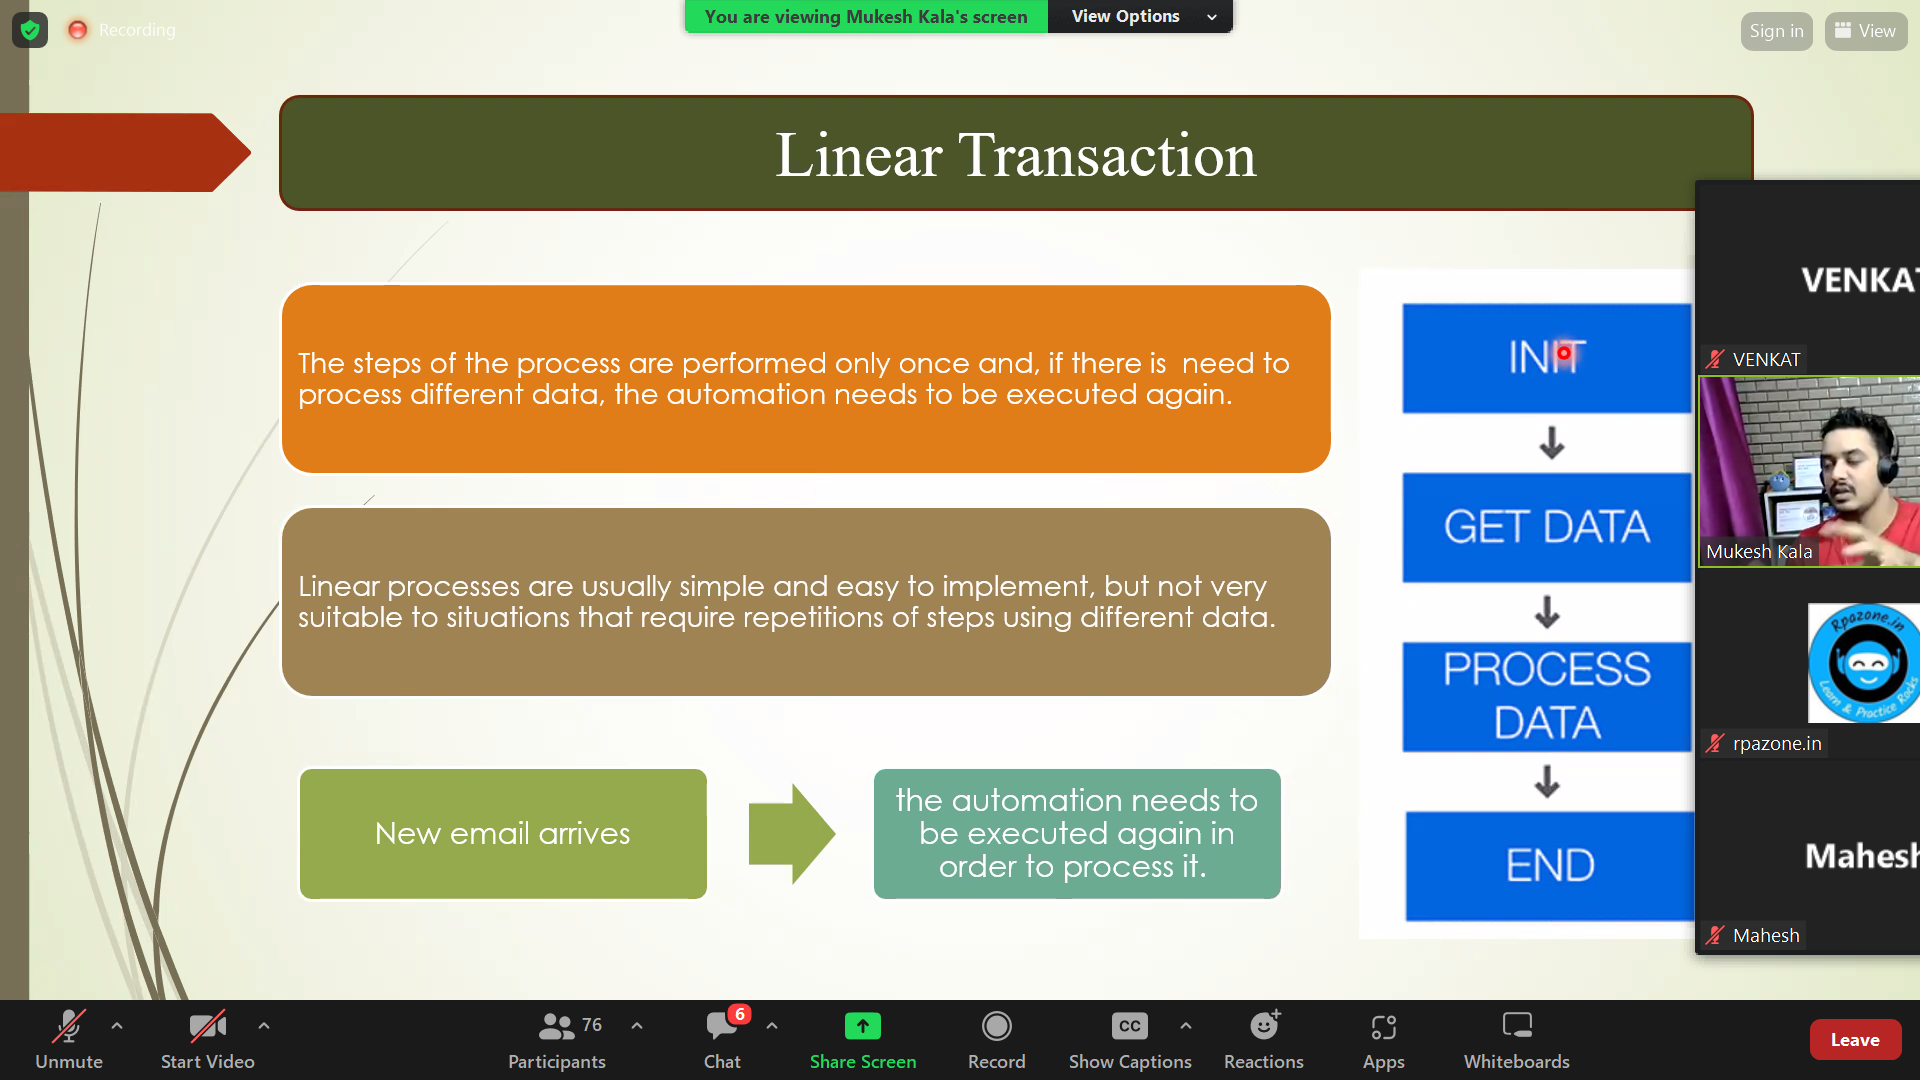 You are viewing Mukesh Kala's screen
View Options
Recording
Sign in
View
Linear Transaction
The steps of the process are performed only once and, if there is need to
process different data, the automation needs to be executed again.
Linear processes are usually simple and easy to implement, but not very
suitable to situations that require repetitions of steps using different data.
New email arrives
the automation needs to
be executed again in
order to process it.
INIT
GET DATA
PROCESS
DATA
END
VENKAT
VENKAT
Mukesh Kala
Rpazone.in
Learn & Practice Rocks
rpazone.in
Mahesh
Mahesh
Unmute
Start Video
76
Participants
6
Chat
Share Screen
Record
CC
Show Captions
Reactions
Apps
Whiteboards
Leave